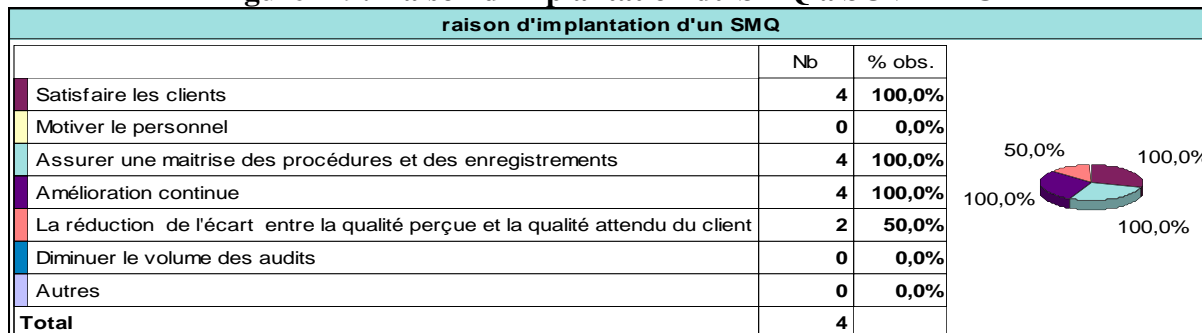 raison d'implantation d'un SMQ
Nb % obs.
Satisfaire les clients 4 100,0%
Motiver le personnel 0 0,0%
Assurer une maitrise des procédures et des enregistrements 4 100,0%
Amélioration continue 4 100,0%
La réduction de l'écart entre la qualité perçue et la qualité attendu du client 2 50,0%
Diminuer le volume des audits 0 0,0%
Autres 0 0,0%
Total 4
50,0% 100,0%
100,0%
100,0%